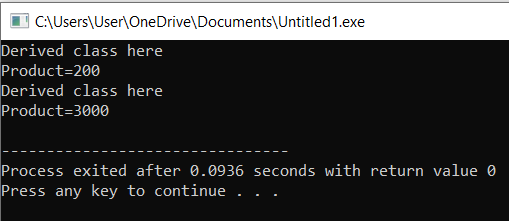 C:\Users\User\OneDrive\Documents\Untitled1.exe
Derived class here
Product=200
Derived class here
Product=3000
--------------------------------
Process exited after 0.0936 seconds with return value 0
Press any key to continue . . .